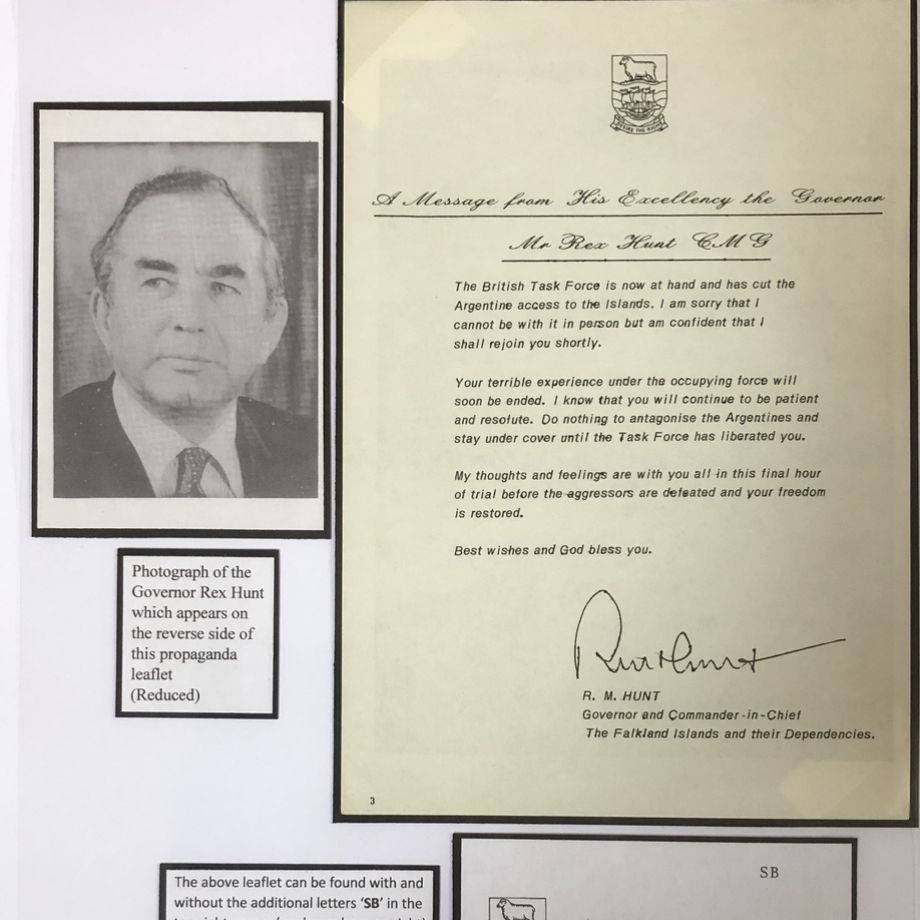 DESIRE THE RIGHT
A Message from His Excellency the Governor
Mr Rex Hunt CMG
The British Task Force is now at hand and has cut the
Argentine access to the Islands. I am sorry that I
cannot be with it in person but am confident that I
shall rejoin you shortly.
Your terrible experience under the occupying force will
soon be ended. I know that you will continue to be patient
and resolute. Do nothing to antagonise the Argentines and
stay under cover until the Task Force has liberated you.
My thoughts and feelings are with you all in this final hour
of trial before the aggressors are defeated and your freedom
is restored.
Best wishes and God bless you.
Rex Hunt
R. M. HUNT
Governor and Commander-in-Chief
The Falkland Islands and their Dependencies.
3
Photograph of the
Governor Rex Hunt
which appears on
the reverse side of
this propaganda
leaflet
(Reduced)
The above leaflet can be found with and
without the additional letters ‘SB’ in the
SB